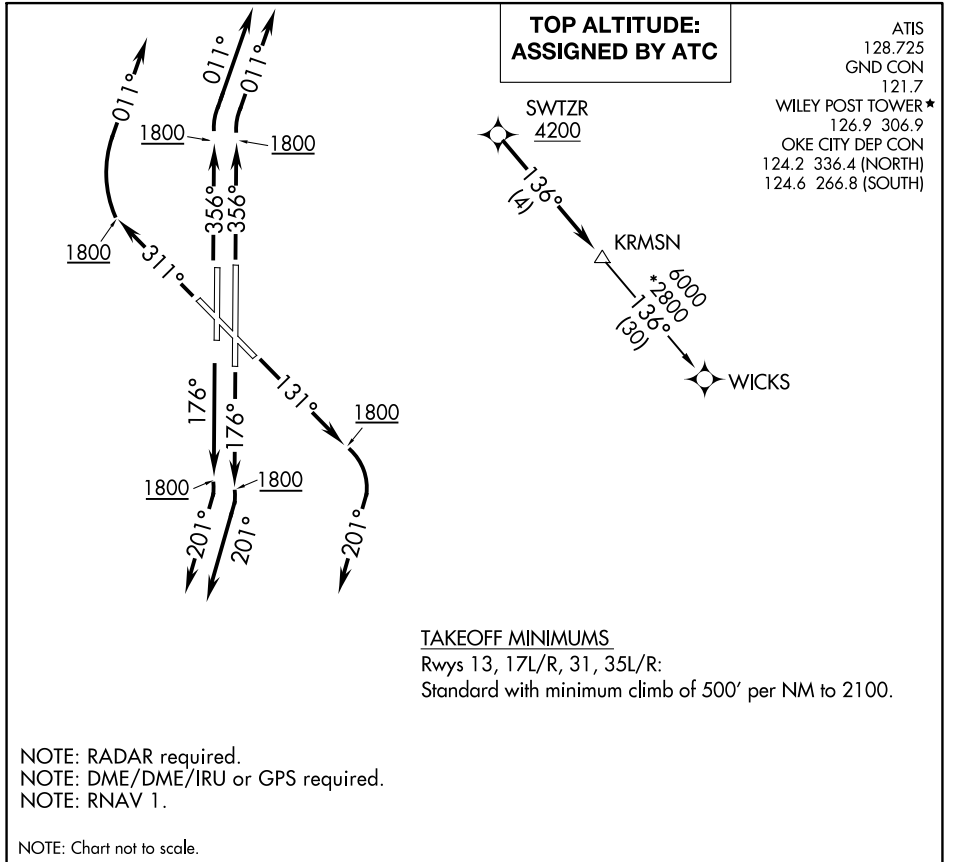 TOP ALTITUDE:
ASSIGNED BY ATC
ATIS
128.725
GND CON
121.7
WILEY POST TOWER★
126.9 306.9
OKE CITY DEP CON
124.2 336.4 (NORTH)
124.6 266.8 (SOUTH)
011°
011°
011°
1800
1800
356°
356°
1800
311°
131°
1800
176°
176°
1800
1800
201°
201°
201°
SWTZR
4200
136°
(4)
KRMSN
6000
*2800
136°
(30)
WICKS
TAKEOFF MINIMUMS
Rwys 13, 17L/R, 31, 35L/R:
Standard with minimum climb of 500' per NM to 2100.
NOTE: RADAR required.
NOTE: DME/DME/IRU or GPS required.
NOTE: RNAV 1.
NOTE: Chart not to scale.